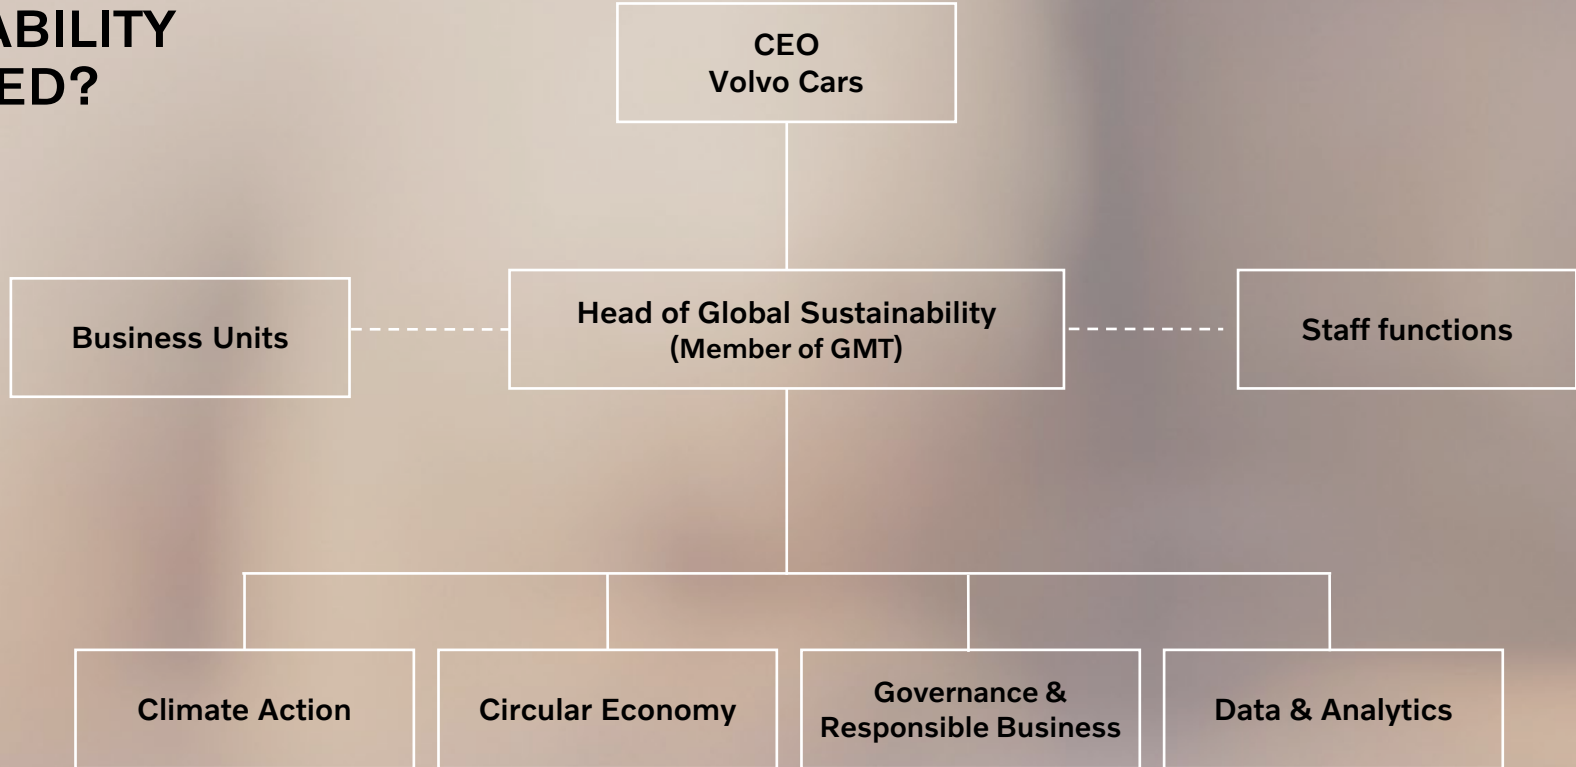 ABILITY
ED?
CEO
Volvo Cars
Business Units
Head of Global Sustainability
(Member of GMT)
Staff functions
Climate Action
Circular Economy
Governance &
Responsible Business
Data & Analytics